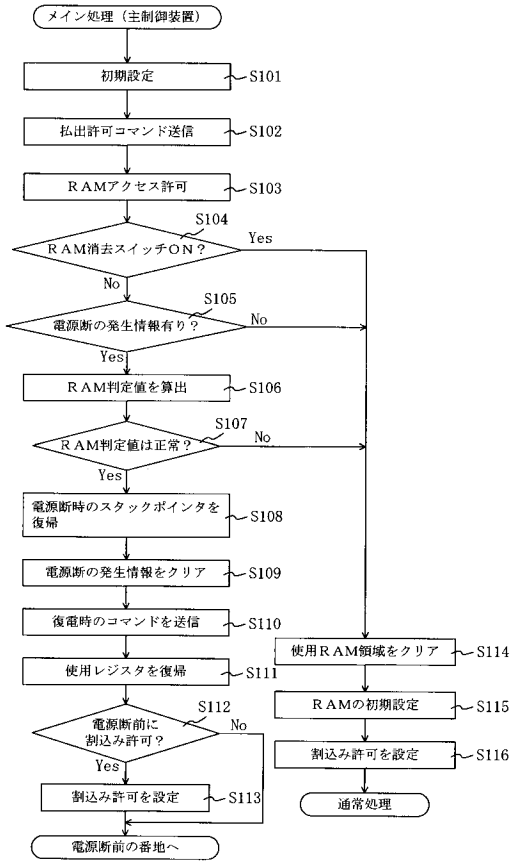 メイン処理(主制御装置)
初期設定
S101
払出許可コマンド送信
S102
RAMアクセス許可
S103
S104
RAM消去スイッチON?
Yes
No
S105
電源断の発生情報有り?
No
Yes
RAM判定値を算出
S106
S107
RAM判定値は正常?
No
Yes
電源断時のスタックポインタを
復帰
S108
電源断の発生情報をクリア
S109
復電時のコマンドを送信
S110
使用レジスタを復帰
S111
S112
電源断前に
割込み許可?
No
Yes
割込み許可を設定
S113
電源断前の番地へ
使用RAM領域をクリア
S114
RAMの初期設定
S115
割込み許可を設定
S116
通常処理